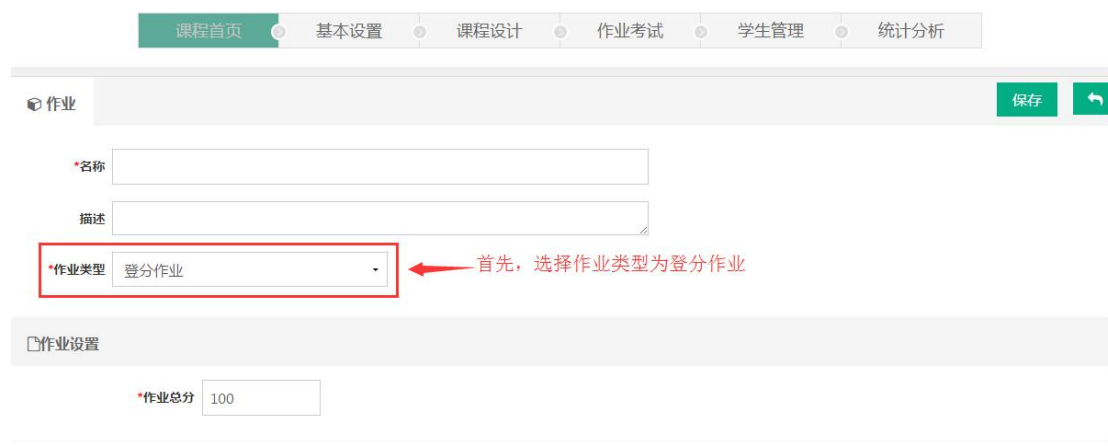 课程首页 基本设置 课程设计 作业考试 学生管理 统计分析
作业 保存
*名称
描述
*作业类型 登分作业 首先，选择作业类型为登分作业
作业设置
*作业总分 100